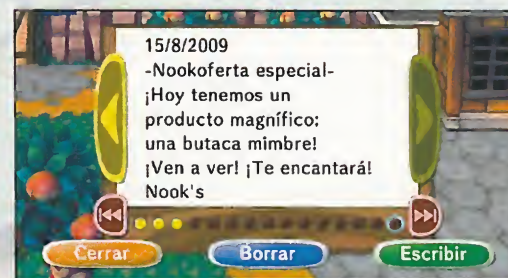 15/8/2009
-Nookoferta especial-
¡Hoy tenemos un
producto magnífico:
una butaca mimbre!
¡Ven a ver! ¡Te encantará!
Nook's
Cerrar
Borrar
Escribir